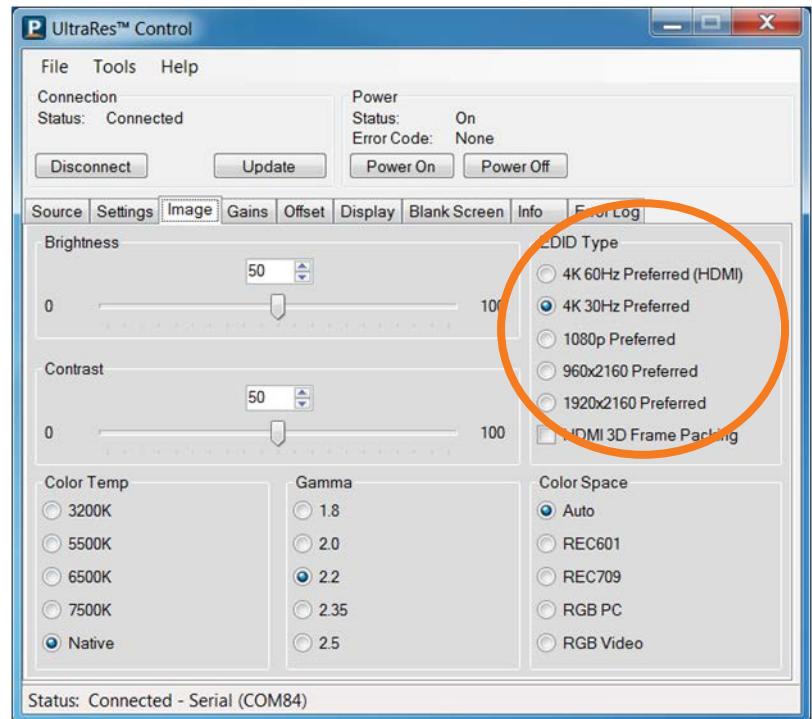 P UltraRes™ Control
File Tools Help
Connection
Status: Connected
Disconnect Update
Power
Status: On
Error Code: None
Power On Power Off
Source Settings Image Gains Offset Display Blank Screen Info Error Log
Brightness
50
0 100
Contrast
50
0 100
EDID Type
4K 60Hz Preferred (HDMI)
4K 30Hz Preferred
1080p Preferred
960x2160 Preferred
1920x2160 Preferred
HDMI 3D Frame Packing
Color Temp
3200K
5500K
6500K
7500K
Native
Gamma
1.8
2.0
2.2
2.35
2.5
Color Space
Auto
REC601
REC709
RGB PC
RGB Video
Status: Connected - Serial (COM84)